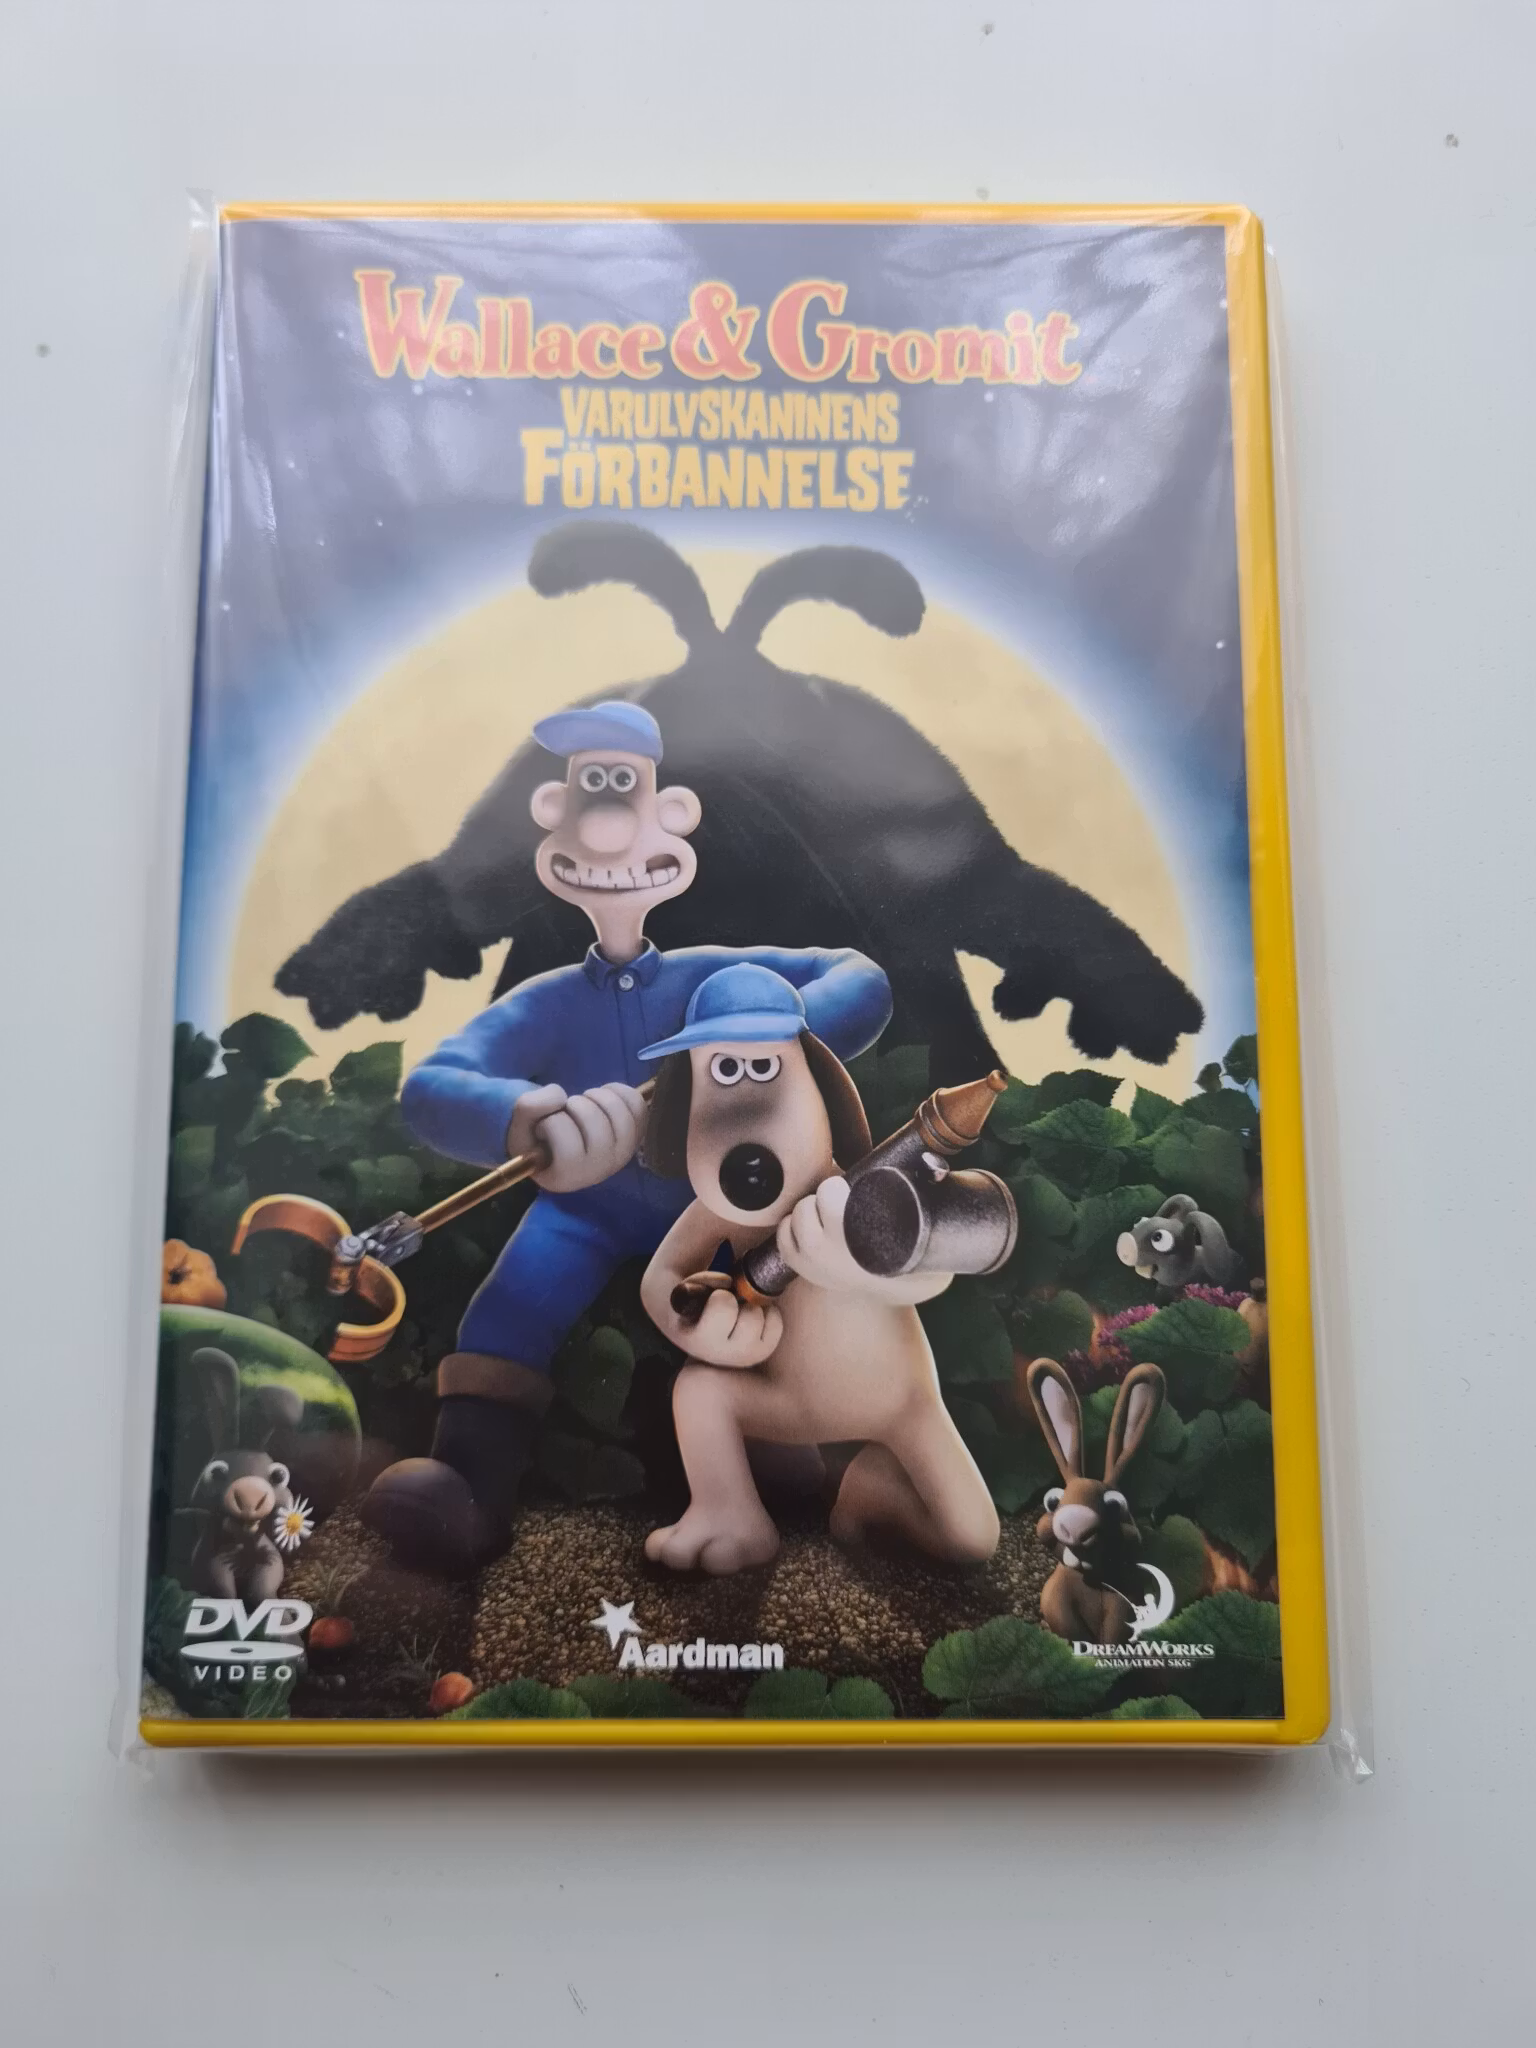 Wallace & Gromit
VARULVSKANINENS
FÖRBANNELSE
DVD
VIDEO
Aardman
DREAMWORKS
ANIMATION SKG